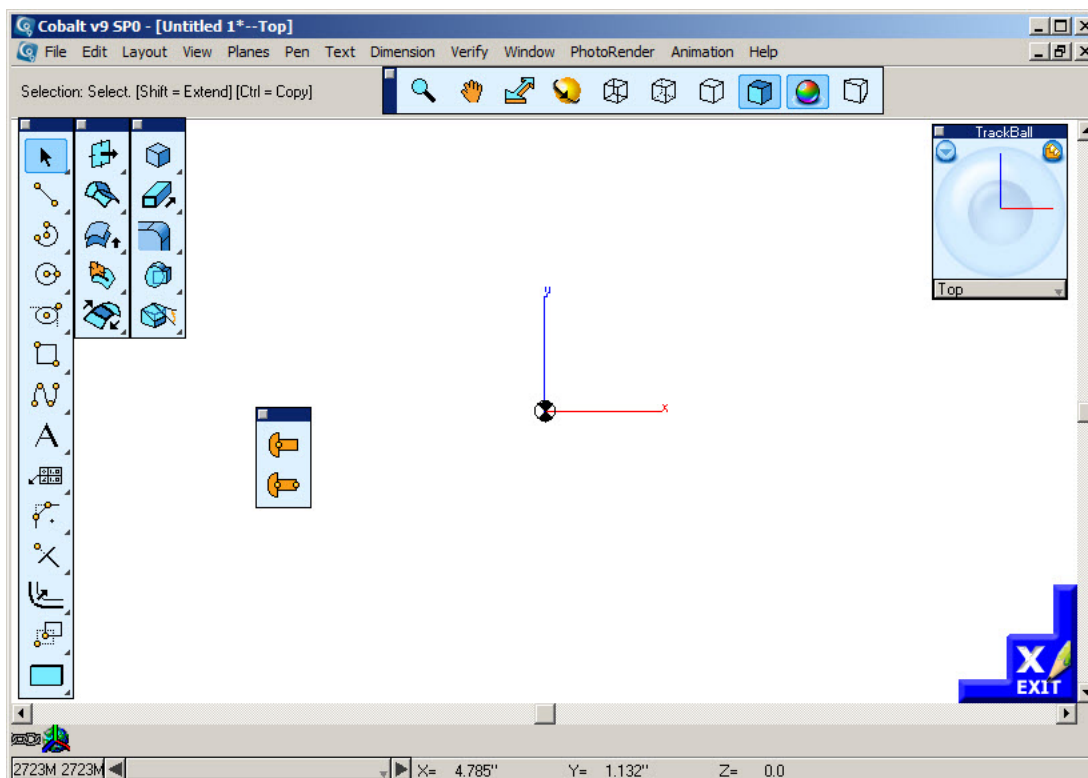 Cobalt v9 SP0 - [Untitled 1*--Top]
File Edit Layout View Planes Pen Text Dimension Verify Window PhotoRender Animation Help
Selection: Select. [Shift = Extend] [Ctrl = Copy]
TrackBall
Top
y
x
A
X
EXIT
2723M 2723M X= 4.785" Y= 1.132" Z= 0.0